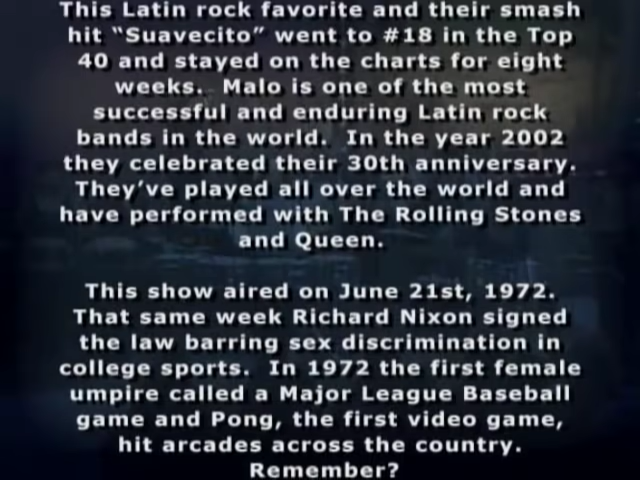 This Latin rock favorite and their smash
hit “Suavecito” went to #18 in the Top
40 and stayed on the charts for eight
weeks.  Malo is one of the most
successful and enduring Latin rock
bands in the world.  In the year 2002
they celebrated their 30th anniversary.
They’ve played all over the world and
have performed with The Rolling Stones
and Queen.

This show aired on June 21st, 1972.
That same week Richard Nixon signed
the law barring sex discrimination in
college sports.  In 1972 the first female
umpire called a Major League Baseball
game and Pong, the first video game,
hit arcades across the country.
Remember?